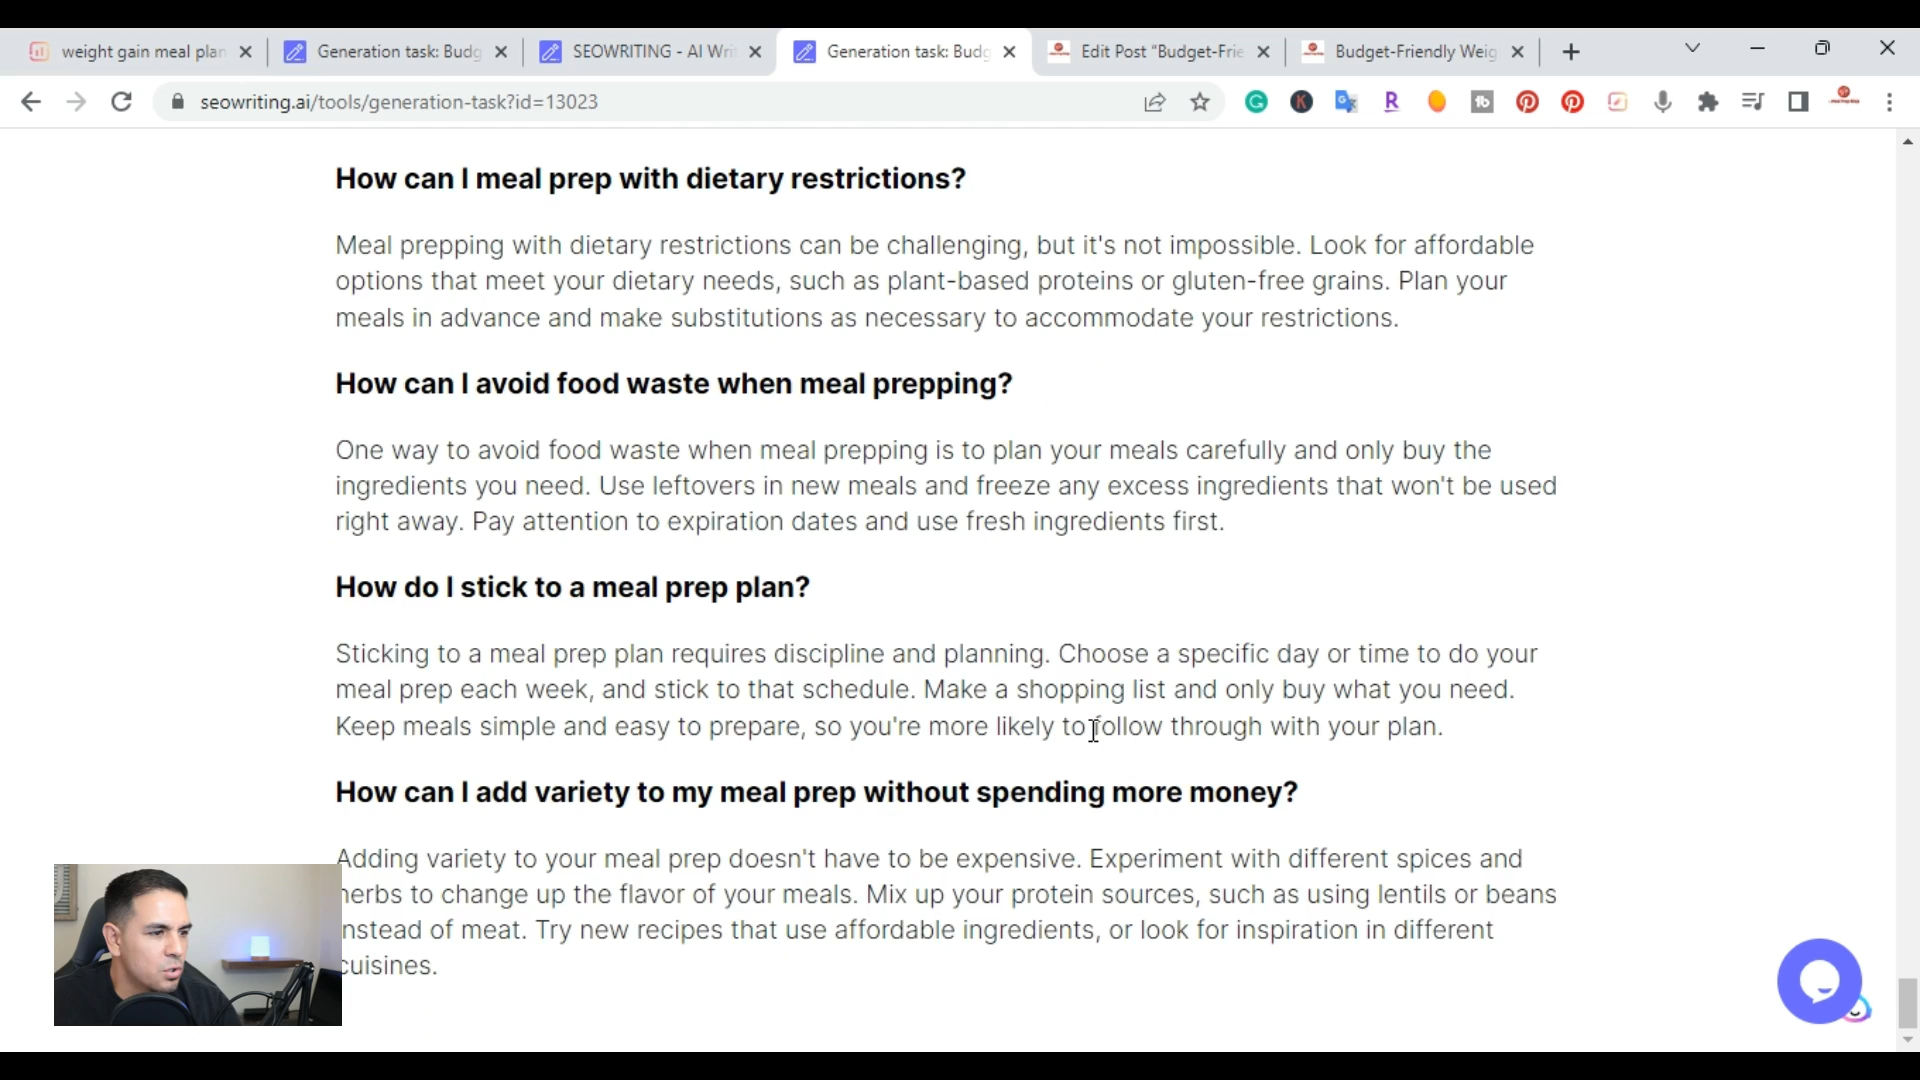 weight gain meal plan
Generation task: Budg
SEOWRITING - AI Wri
Generation task: Budg
Edit Post "Budget-Frie
Budget-Friendly Weig
seowriting.ai/tools/generation-task?id=13023
How can I meal prep with dietary restrictions?
Meal prepping with dietary restrictions can be challenging, but it's not impossible. Look for affordable
options that meet your dietary needs, such as plant-based proteins or gluten-free grains. Plan your
meals in advance and make substitutions as necessary to accommodate your restrictions.
How can I avoid food waste when meal prepping?
One way to avoid food waste when meal prepping is to plan your meals carefully and only buy the
ingredients you need. Use leftovers in new meals and freeze any excess ingredients that won't be used
right away. Pay attention to expiration dates and use fresh ingredients first.
How do I stick to a meal prep plan?
Sticking to a meal prep plan requires discipline and planning. Choose a specific day or time to do your
meal prep each week, and stick to that schedule. Make a shopping list and only buy what you need.
Keep meals simple and easy to prepare, so you're more likely to follow through with your plan.
How can I add variety to my meal prep without spending more money?
Adding variety to your meal prep doesn't have to be expensive. Experiment with different spices and
herbs to change up the flavor of your meals. Mix up your protein sources, such as using lentils or beans
instead of meat. Try new recipes that use affordable ingredients, or look for inspiration in different
cuisines.